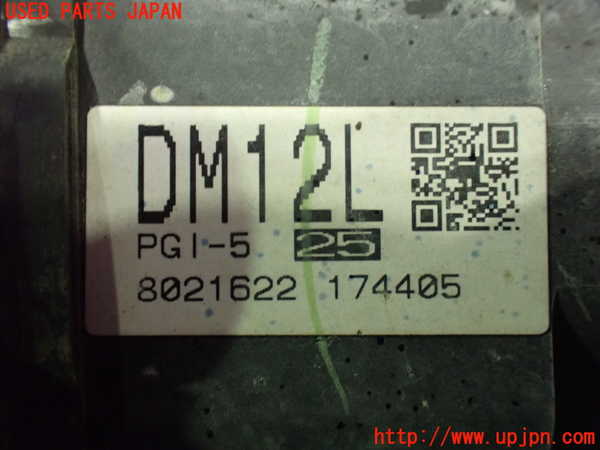 USED PARTS JAPAN
DM12L
PGI-5 25
8021622 174405
http://www.upjpn.com/